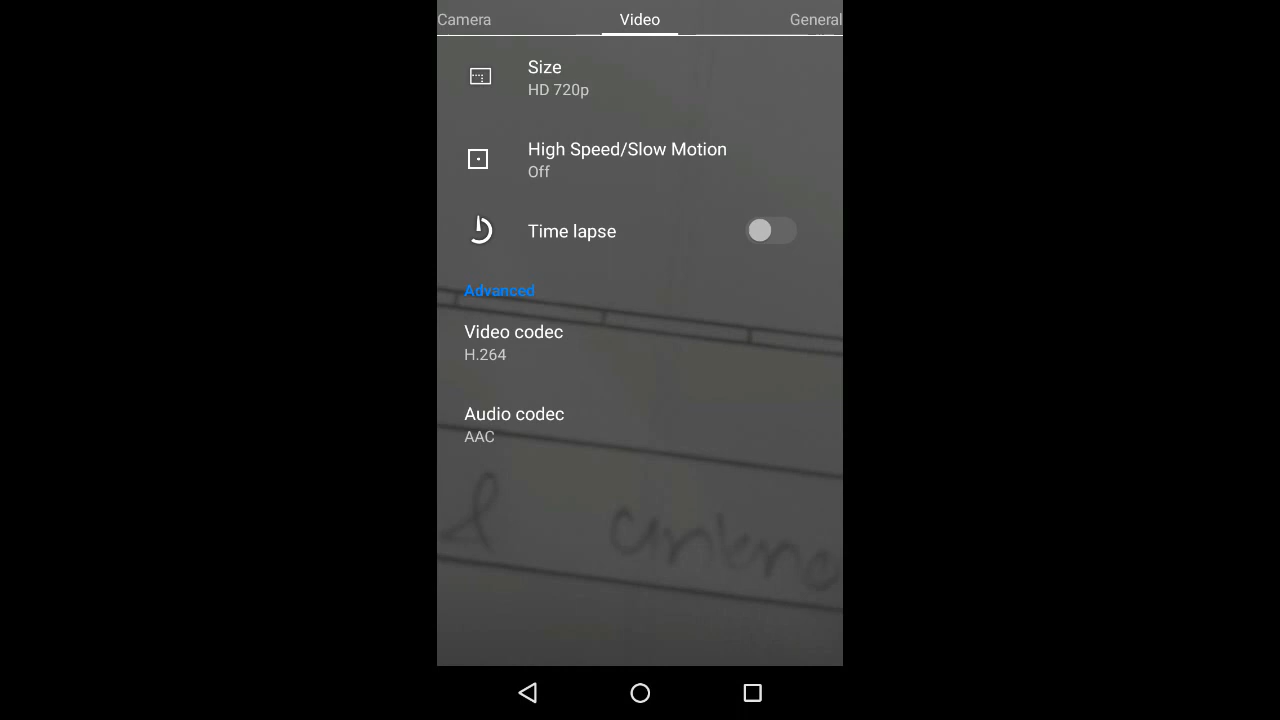 Camera Video General
Size
HD 720p
High Speed/Slow Motion
Off
Time lapse
Advanced
Video codec
H.264
Audio codec
AAC